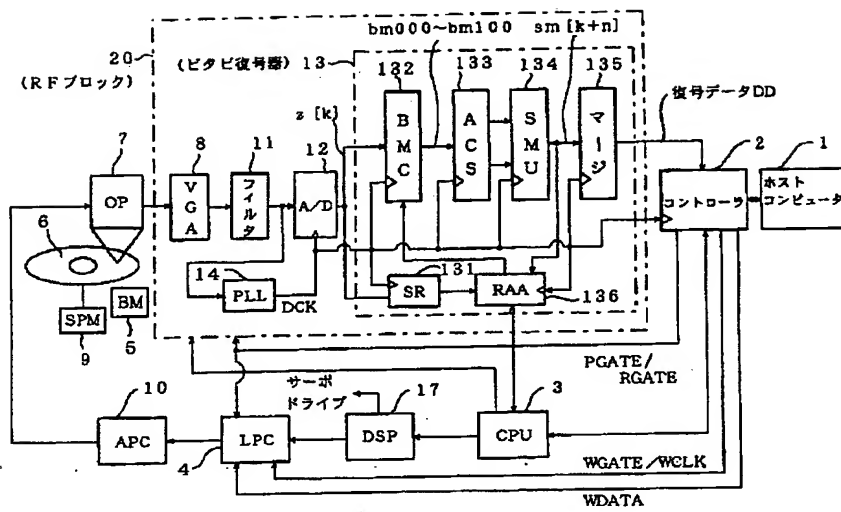 bm000～bm100 sm [k+n]
20
(RFブロック)
(ビタビ復号器) 13
132
133
134
135
復号データDD
z [k]
7
8
11
12
2
1
OP
VGA
フィルタ
A/D
BMC
ACS
SMU
マージ
コントローラ
ホスト
コンピュータ
6
14
PLL
DCK
131
SR
RAA
136
SPM
9
BM
5
PGATE/
RGATE
サーボ
ドライブ
10
17
3
APC
LPC
4
DSP
CPU
WGATE/WCLK
WDATA